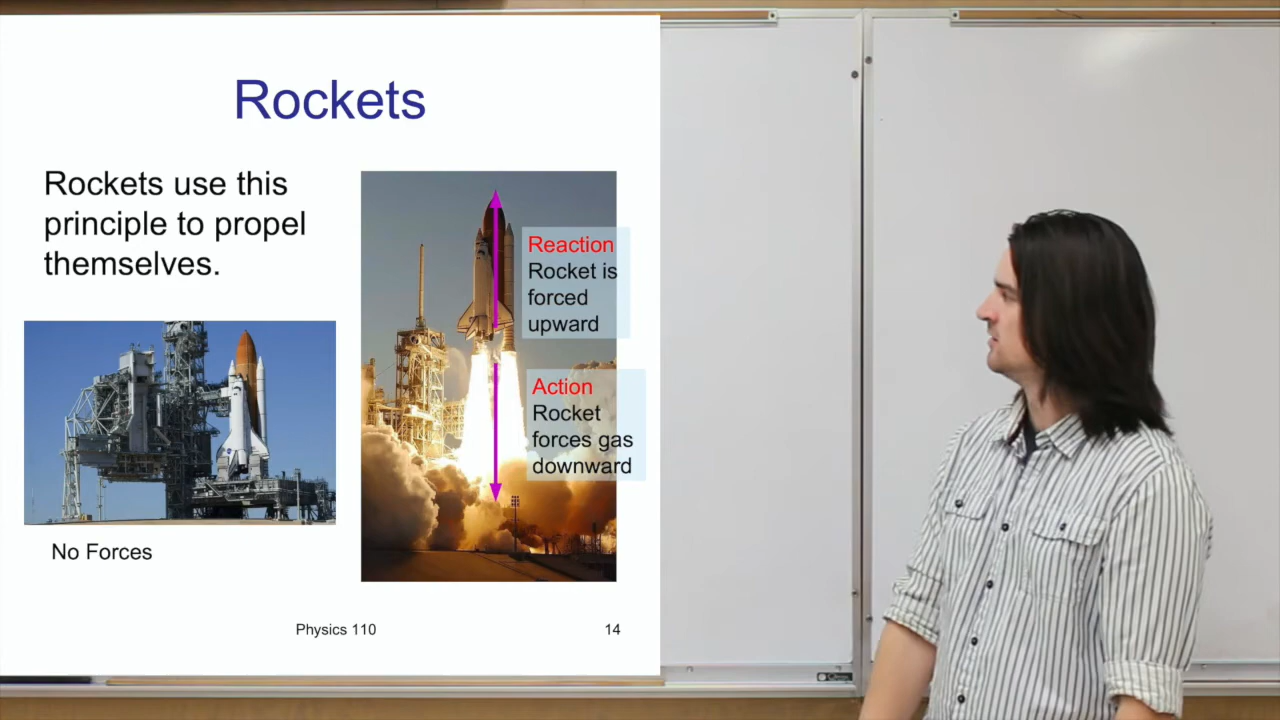 Rockets
Rockets use this
principle to propel
themselves.
Reaction
Rocket is
forced
upward
Action
Rocket
forces gas
downward
No Forces
Physics 110
14